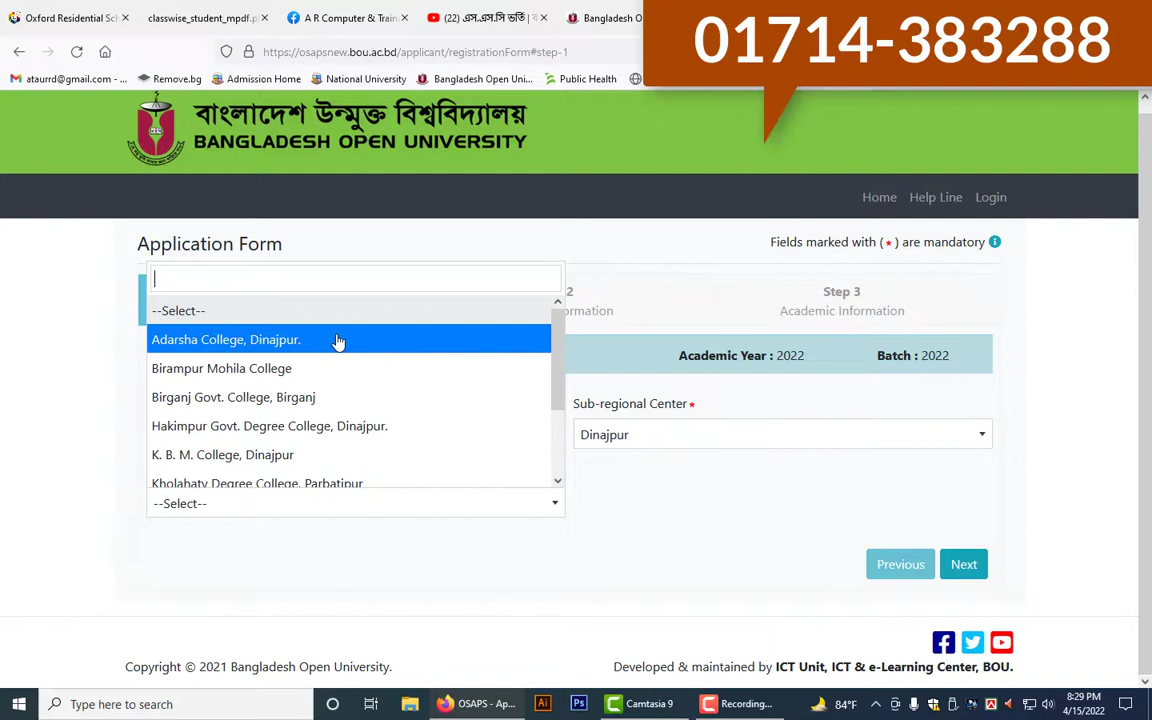 Oxford Residential Sc
classwise_student_mpdf.p
A R Computer & Train
(22) এস.এস.সি ভর্তি
Bangladesh Open
01714-383288
https://osapsnew.bou.ac.bd/applicant/registrationForm#step-1
ataurrd@gmail.com - ...
Remove.bg
Admission Home
National University
Bangladesh Open Uni...
Public Health
বাংলাদেশ উন্মুক্ত বিশ্ববিদ্যালয়
BANGLADESH OPEN UNIVERSITY
Home Help Line Login
Application Form
Fields marked with ( * ) are mandatory
--Select--
Adarsha College, Dinajpur.
Birampur Mohila College
Birganj Govt. College, Birganj
Hakimpur Govt. Degree College, Dinajpur.
K. B. M. College, Dinajpur
Kholahaty Degree College, Parbatipur
--Select--
2
ormation
Step 3
Academic Information
Academic Year : 2022
Batch : 2022
Sub-regional Center *
Dinajpur
Previous
Next
Copyright © 2021 Bangladesh Open University.
Developed & maintained by ICT Unit, ICT & e-Learning Center, BOU.
Type here to search
OSAPS - Ap...
Ai
Ps
Camtasia 9
Recording...
84°F
8:29 PM
4/15/2022